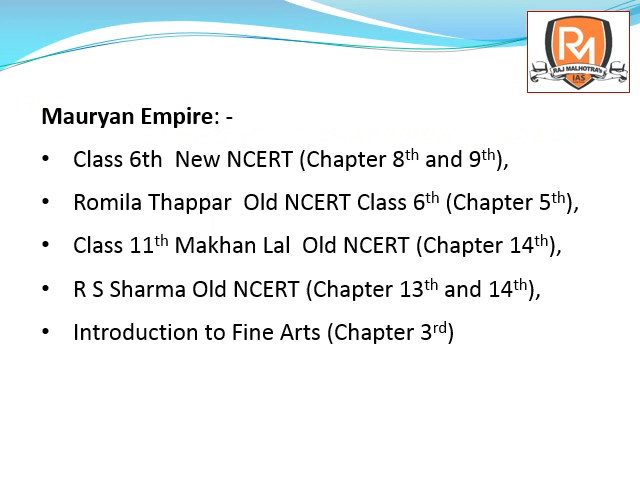 RM
RAJ MALHOTRA's
IAS
Mauryan Empire: -
• Class 6th New NCERT (Chapter 8th and 9th),
• Romila Thappar Old NCERT Class 6th (Chapter 5th),
• Class 11th Makhan Lal Old NCERT (Chapter 14th),
• R S Sharma Old NCERT (Chapter 13th and 14th),
• Introduction to Fine Arts (Chapter 3rd)